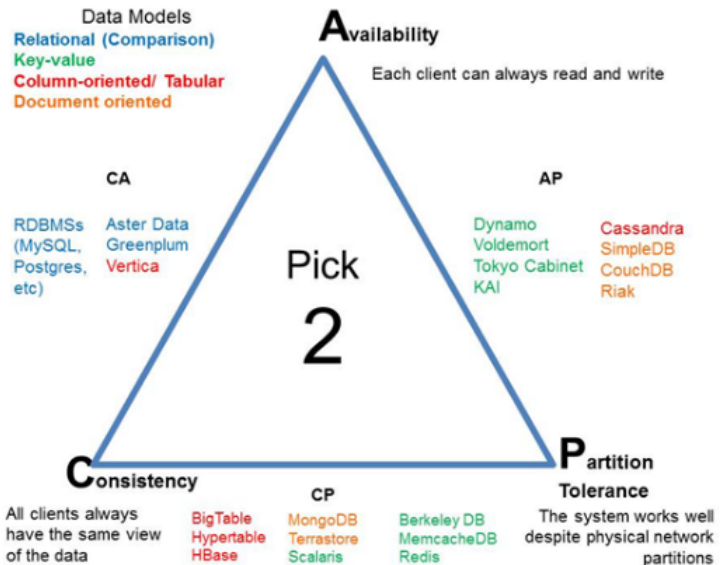 Data Models
Relational (Comparison)
Key-value
Column-oriented/ Tabular
Document oriented
Availability
Each client can always read and write
CA
RDBMSs
(MySQL,
Postgres,
etc)
Aster Data
Greenplum
Vertica
AP
Dynamo
Voldemort
Tokyo Cabinet
KAI
Cassandra
SimpleDB
CouchDB
Riak
Pick
2
Consistency
All clients always
have the same view
of the data
CP
BigTable
Hypertable
HBase
MongoDB
Terrastore
Scalaris
Berkeley DB
MemcacheDB
Redis
Partition
Tolerance
The system works well
despite physical network
partitions